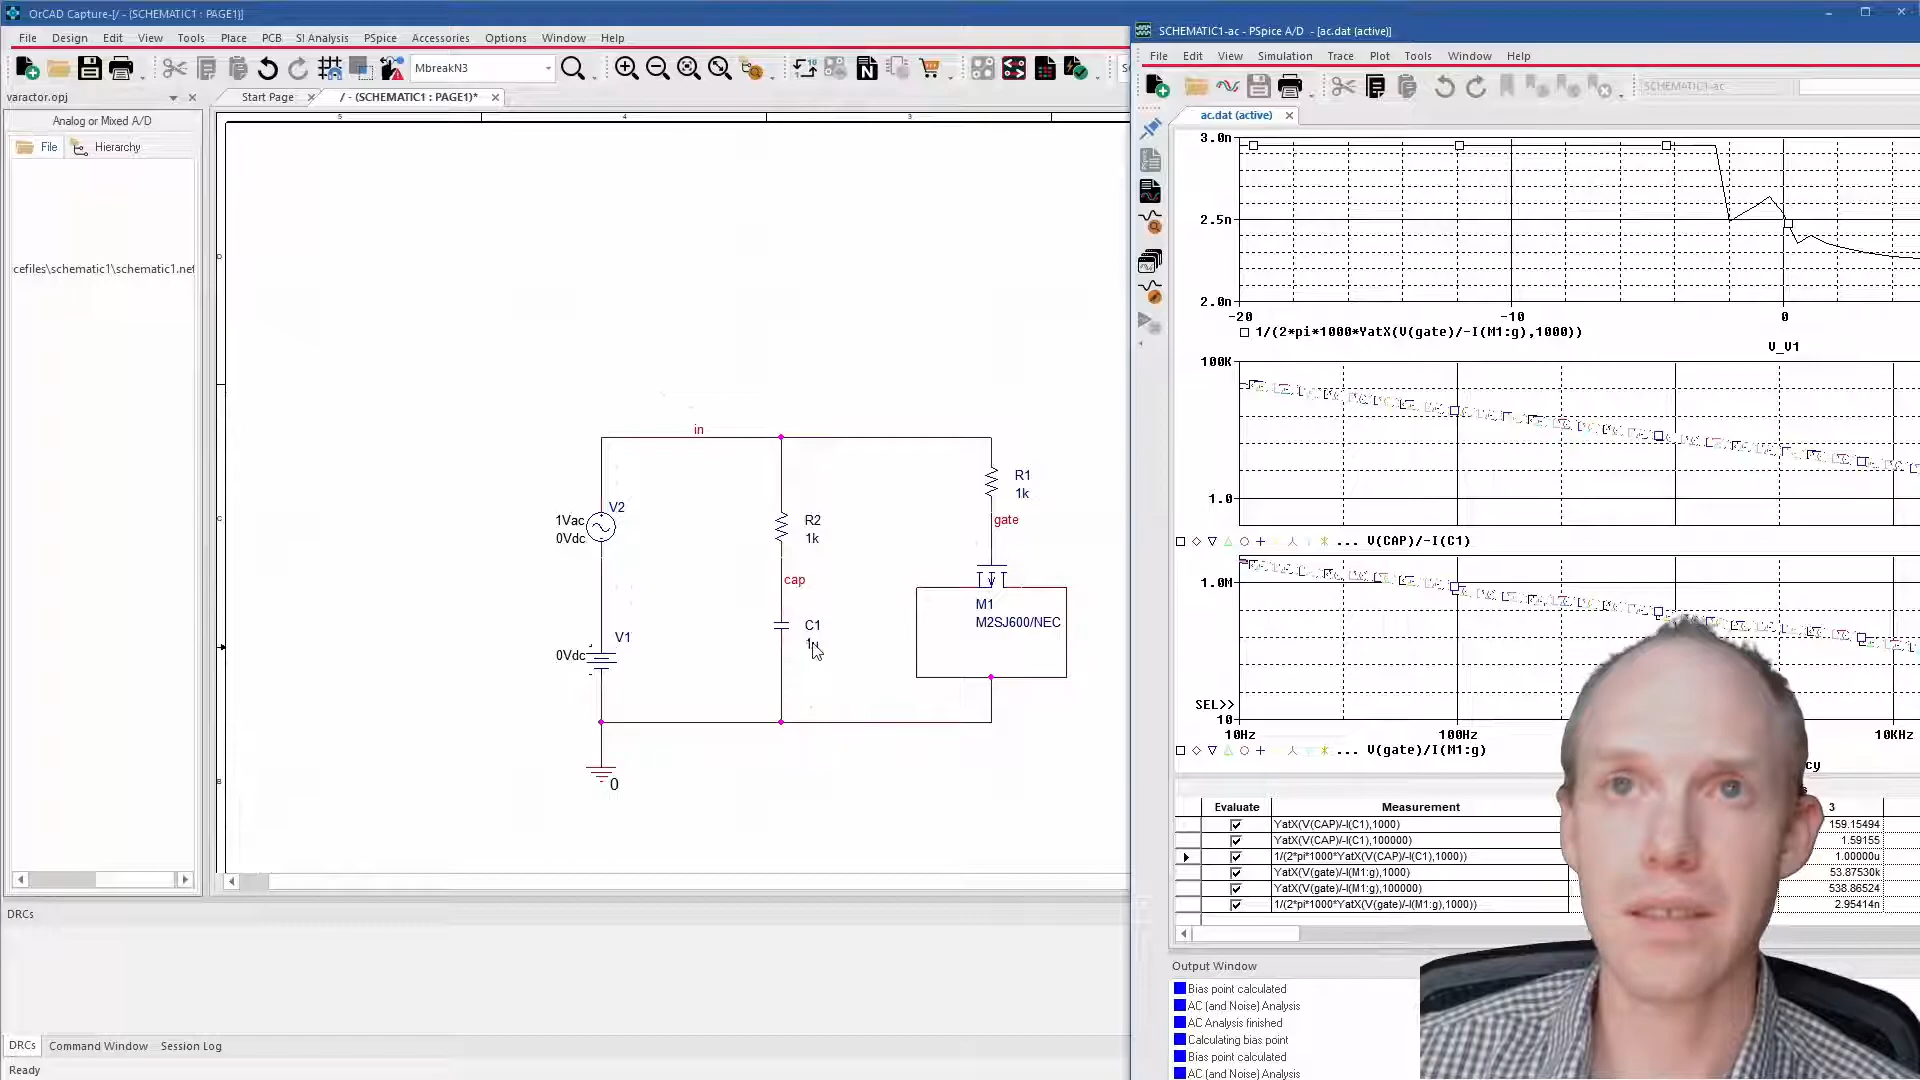 OrCAD Capture-[/ - (SCHEMATIC1 : PAGE1)]
File Design Edit View Tools Place PCB SI Analysis PSpice Accessories Options Window Help
MbreakN3
varactor.opj
Start Page
/ - (SCHEMATIC1 : PAGE1)*
Analog or Mixed A/D
File Hierarchy
cefiles\schematic1\schematic1.net
5 4 3
in
V2
1Vac
0Vdc
R2
1k
R1
1k
gate
cap
M1
M2SJ600/NEC
C1
V1
0Vdc
0
DRCs
DRCs Command Window Session Log
Ready
SCHEMATIC1-ac - PSpice A/D - [ac.dat (active)]
File Edit View Simulation Trace Plot Tools Window Help
SCHEMATIC1-ac
ac.dat (active)
3.0n
2.5n
2.0n
-20 -10 0
1/(2*pi*1000*YatX(V(gate)/-I(M1:g),1000))
V_V1
100K
1.0
... V(CAP)/-I(C1)
1.0M
SEL>>
10
10Hz 100Hz 10KHz
... V(gate)/I(M1:g)
cy
s
Evaluate Measurement 3
YatX(V(CAP)/-I(C1),1000) 159.15494
YatX(V(CAP)/-I(C1),100000) 1.59155
1/(2*pi*1000*YatX(V(CAP)/-I(C1),1000)) 1.00000u
YatX(V(gate)/-I(M1:g),1000) 53.87530k
YatX(V(gate)/-I(M1:g),100000) 538.86524
1/(2*pi*1000*YatX(V(gate)/-I(M1:g),1000)) 2.95414n
Output Window
Bias point calculated
AC (and Noise) Analysis
AC Analysis finished
Calculating bias point
Bias point calculated
AC (and Noise) Analysis